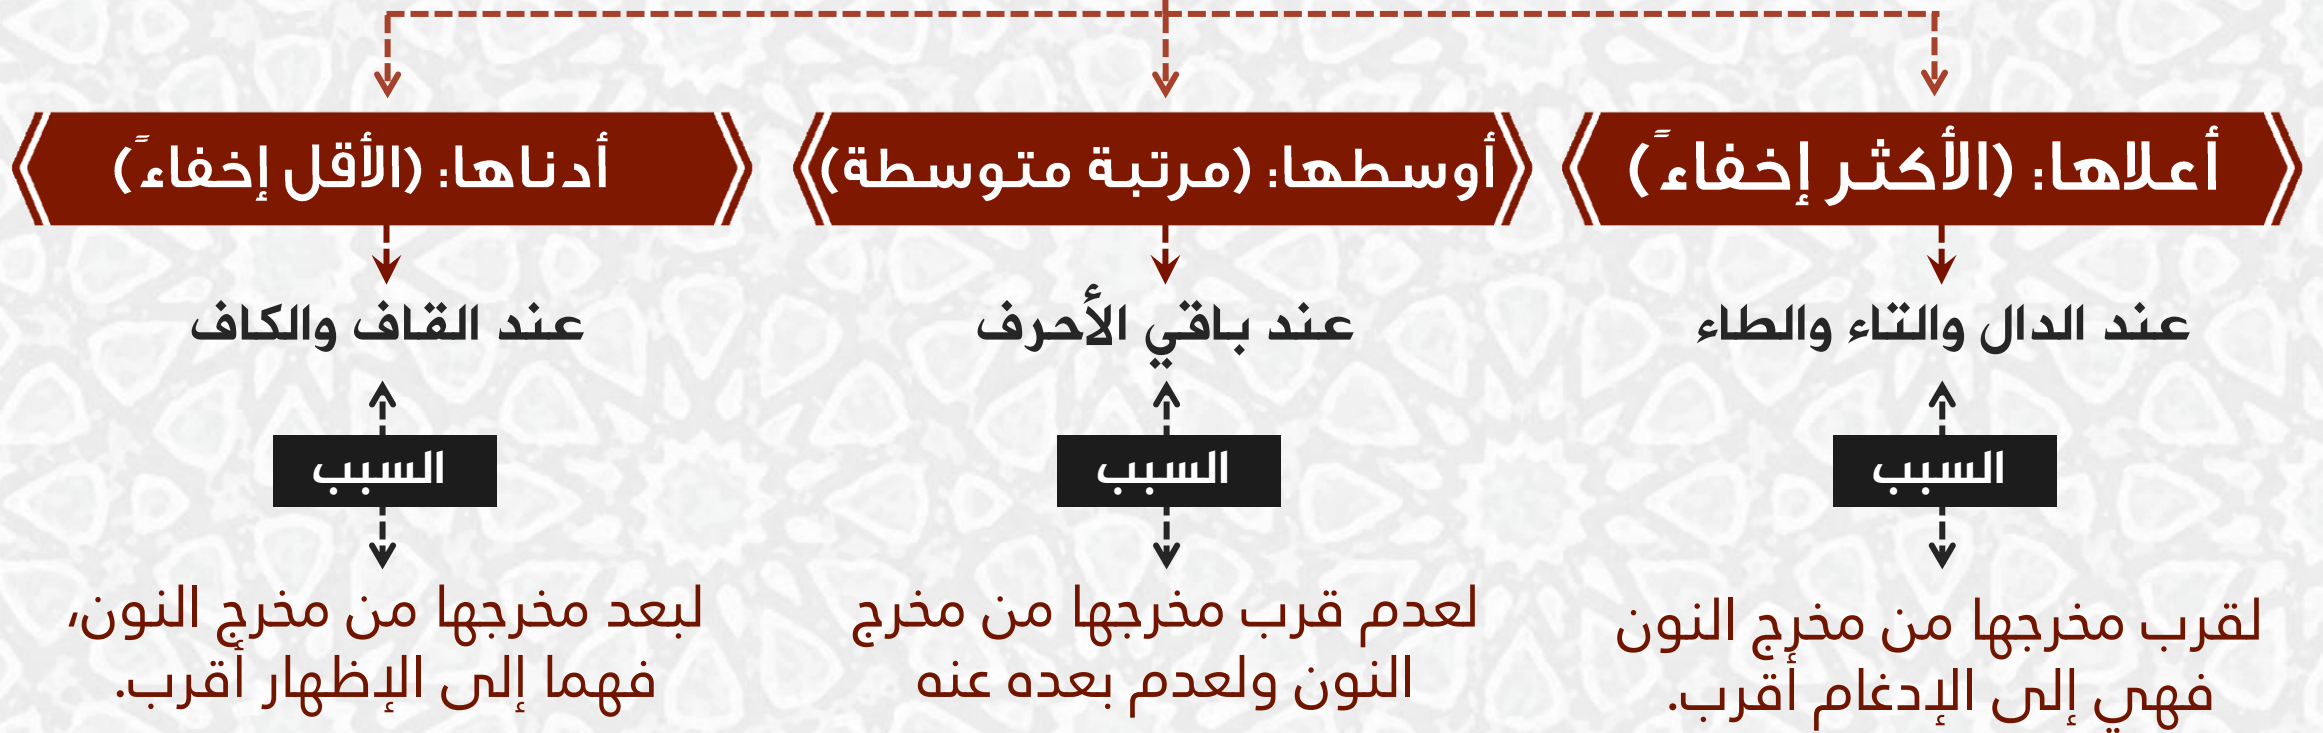 أعلاها: (الأكثر إخفاءً)
عند الدال والتاء والطاء
السبب
لقرب مخرجها من مخرج النون
فهي إلى الإدغام أقرب.
أوسطها: (مرتبة متوسطة)
عند باقي الأحرف
السبب
لعدم قرب مخرجها من مخرج
النون ولعدم بعده عنه
أدناها: (الأقل إخفاءً)
عند القاف والكاف
السبب
لبعد مخرجها من مخرج النون،
فهما إلى الإظهار أقرب.